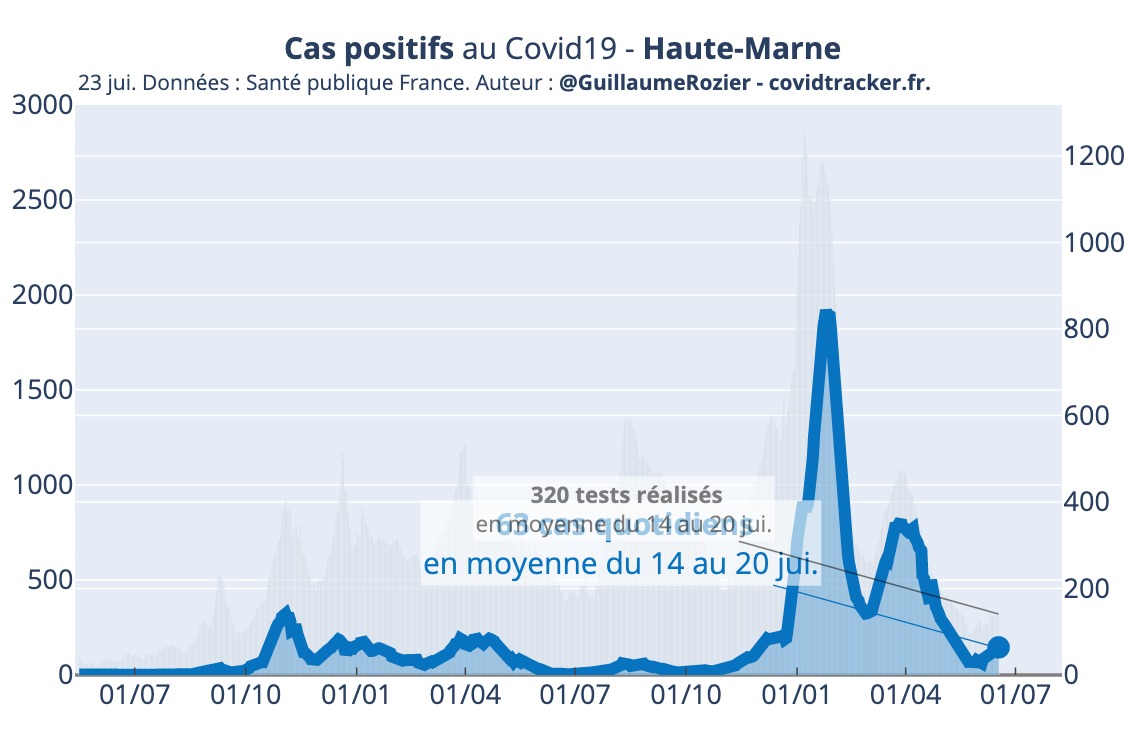 Cas positifs au Covid19 - Haute-Marne
23 jui. Données : Santé publique France. Auteur : @GuillaumeRozier - covidtracker.fr.
3000
2500
2000
1500
1000
500
0
1200
1000
800
600
400
200
0
320 tests réalisés
en moyenne du 14 au 20 jui.
63 cas quotidiens
en moyenne du 14 au 20 jui.
01/07 01/10 01/01 01/04 01/07 01/10 01/01 01/04 01/07